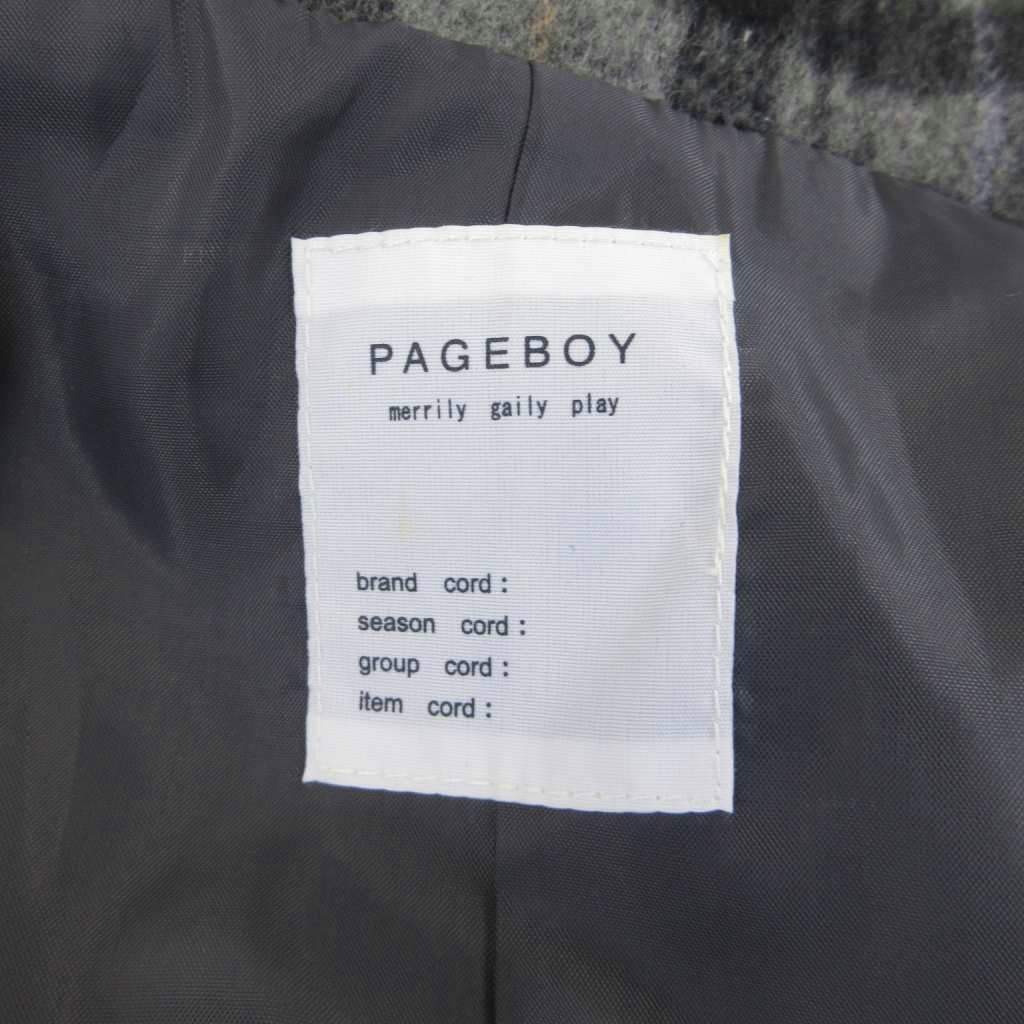 PAGEBOY
merrily gaily play
brand cord:
season cord:
group cord:
item cord: